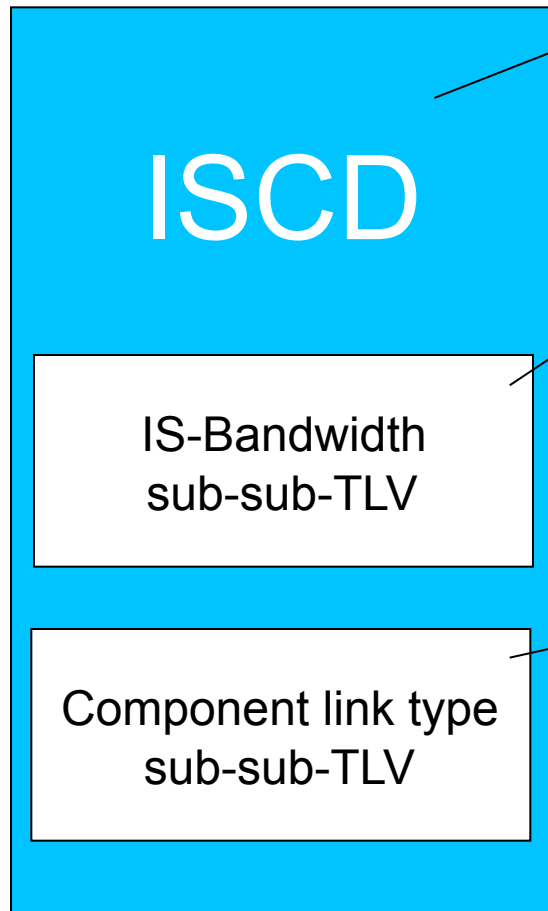 ISCD
IS-Bandwidth
sub-sub-TLV
Component link type
sub-sub-TLV